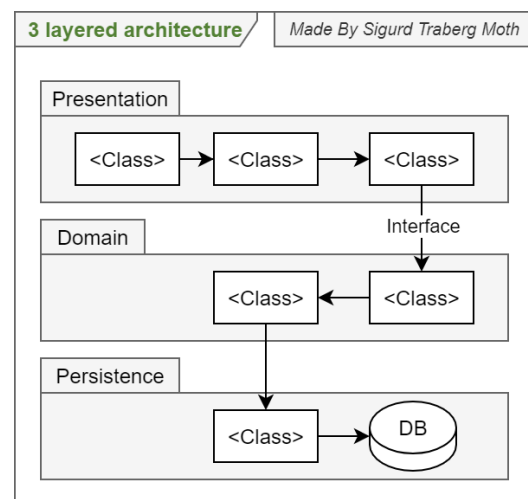 3 layered architecture
Made By Sigurd Traberg Moth
Presentation
<Class> <Class> <Class>
Interface
Domain
<Class> <Class>
Persistence
<Class> DB